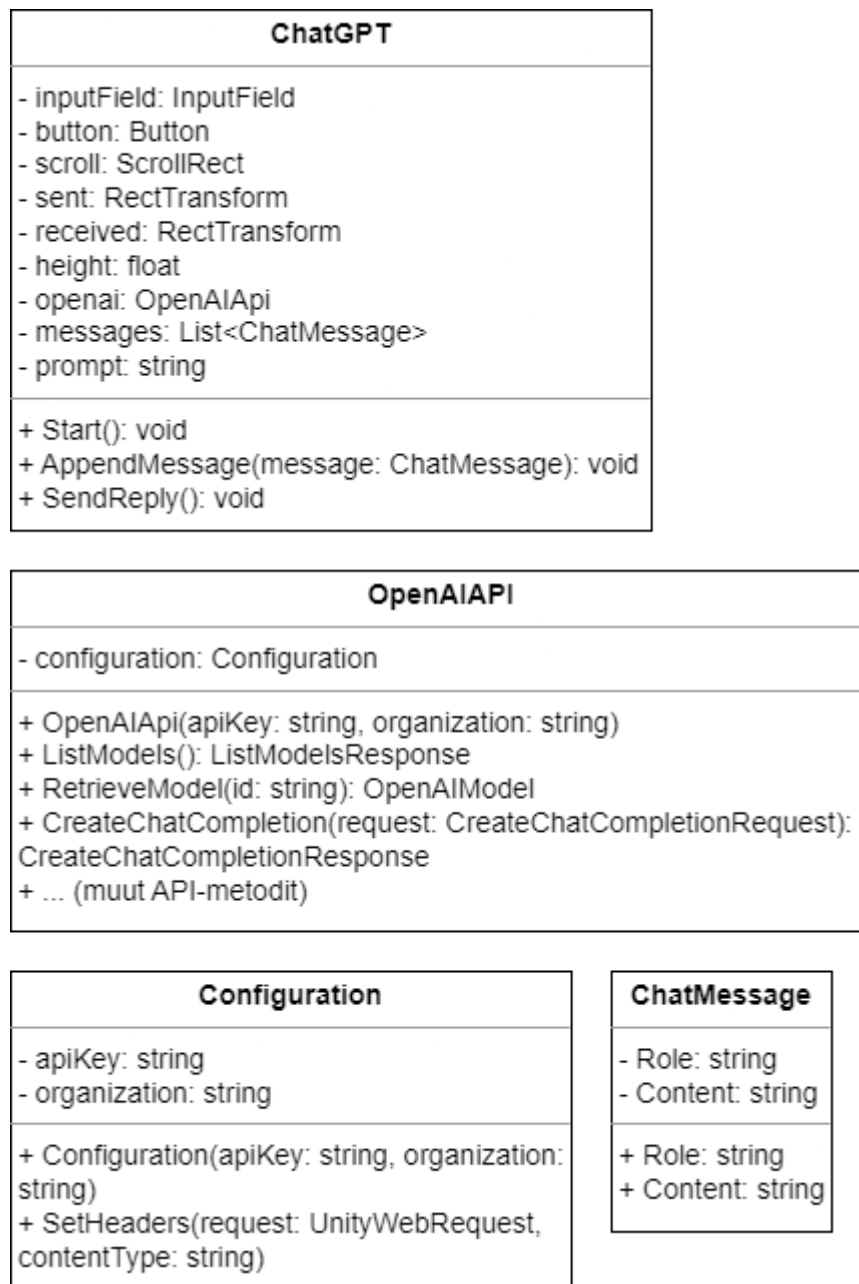 ChatGPT
- inputField: InputField
- button: Button
- scroll: ScrollRect
- sent: RectTransform
- received: RectTransform
- height: float
- openai: OpenAIApi
- messages: List<ChatMessage>
- prompt: string
+ Start(): void
+ AppendMessage(message: ChatMessage): void
+ SendReply(): void
OpenAIAPI
- configuration: Configuration
+ OpenAIApi(apiKey: string, organization: string)
+ ListModels(): ListModelsResponse
+ RetrieveModel(id: string): OpenAIModel
+ CreateChatCompletion(request: CreateChatCompletionRequest):
CreateChatCompletionResponse
+ ... (muut API-metodit)
Configuration
- apiKey: string
- organization: string
+ Configuration(apiKey: string, organization:
string)
+ SetHeaders(request: UnityWebRequest,
contentType: string)
ChatMessage
- Role: string
- Content: string
+ Role: string
+ Content: string